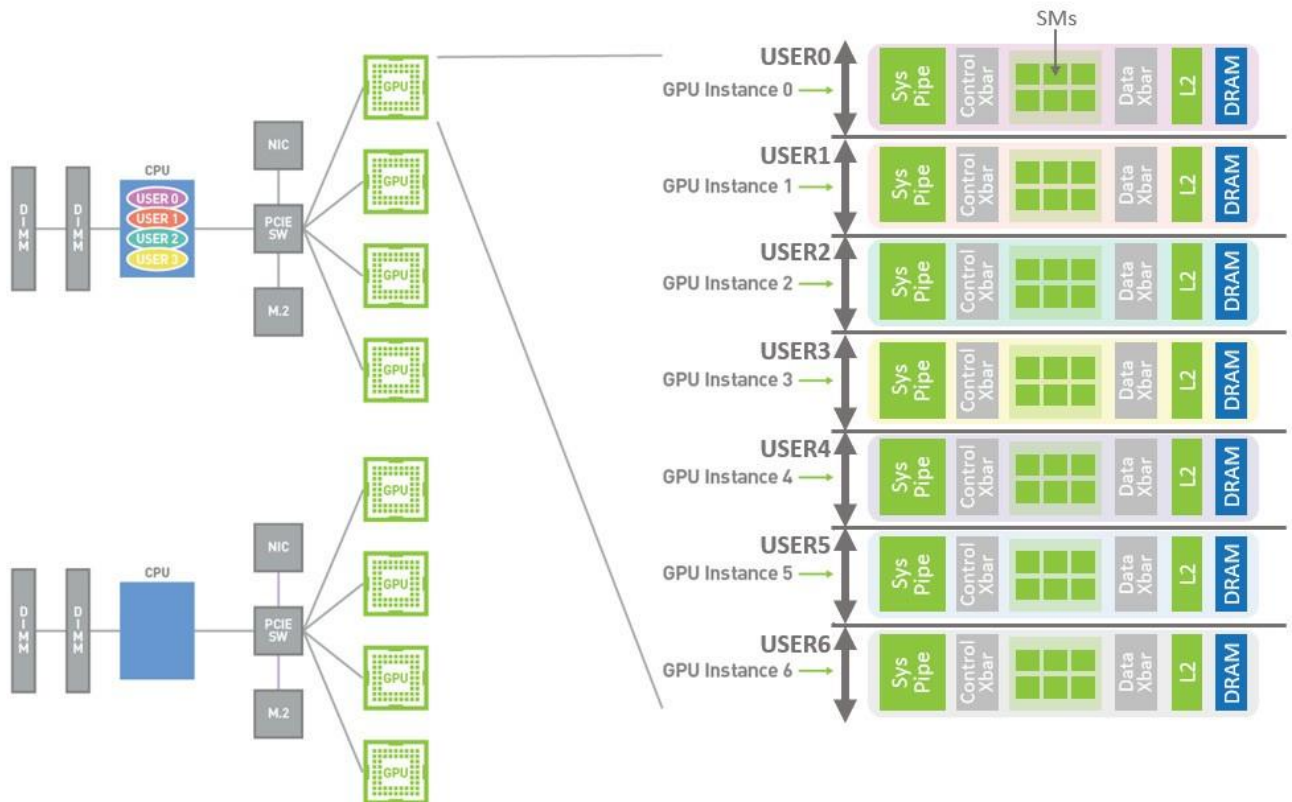 SMs
USER0
GPU Instance 0
Sys Pipe
Control Xbar
Data Xbar
L2
DRAM
USER1
GPU Instance 1
Sys Pipe
Control Xbar
Data Xbar
L2
DRAM
USER2
GPU Instance 2
Sys Pipe
Control Xbar
Data Xbar
L2
DRAM
USER3
GPU Instance 3
Sys Pipe
Control Xbar
Data Xbar
L2
DRAM
USER4
GPU Instance 4
Sys Pipe
Control Xbar
Data Xbar
L2
DRAM
USER5
GPU Instance 5
Sys Pipe
Control Xbar
Data Xbar
L2
DRAM
USER6
GPU Instance 6
Sys Pipe
Control Xbar
Data Xbar
L2
DRAM
DIMM
DIMM
CPU
USER 0
USER 1
USER 2
USER 3
NIC
PCIE
SW
M.2
GPU
GPU
GPU
GPU
DIMM
DIMM
CPU
NIC
PCIE
SW
M.2
GPU
GPU
GPU
GPU